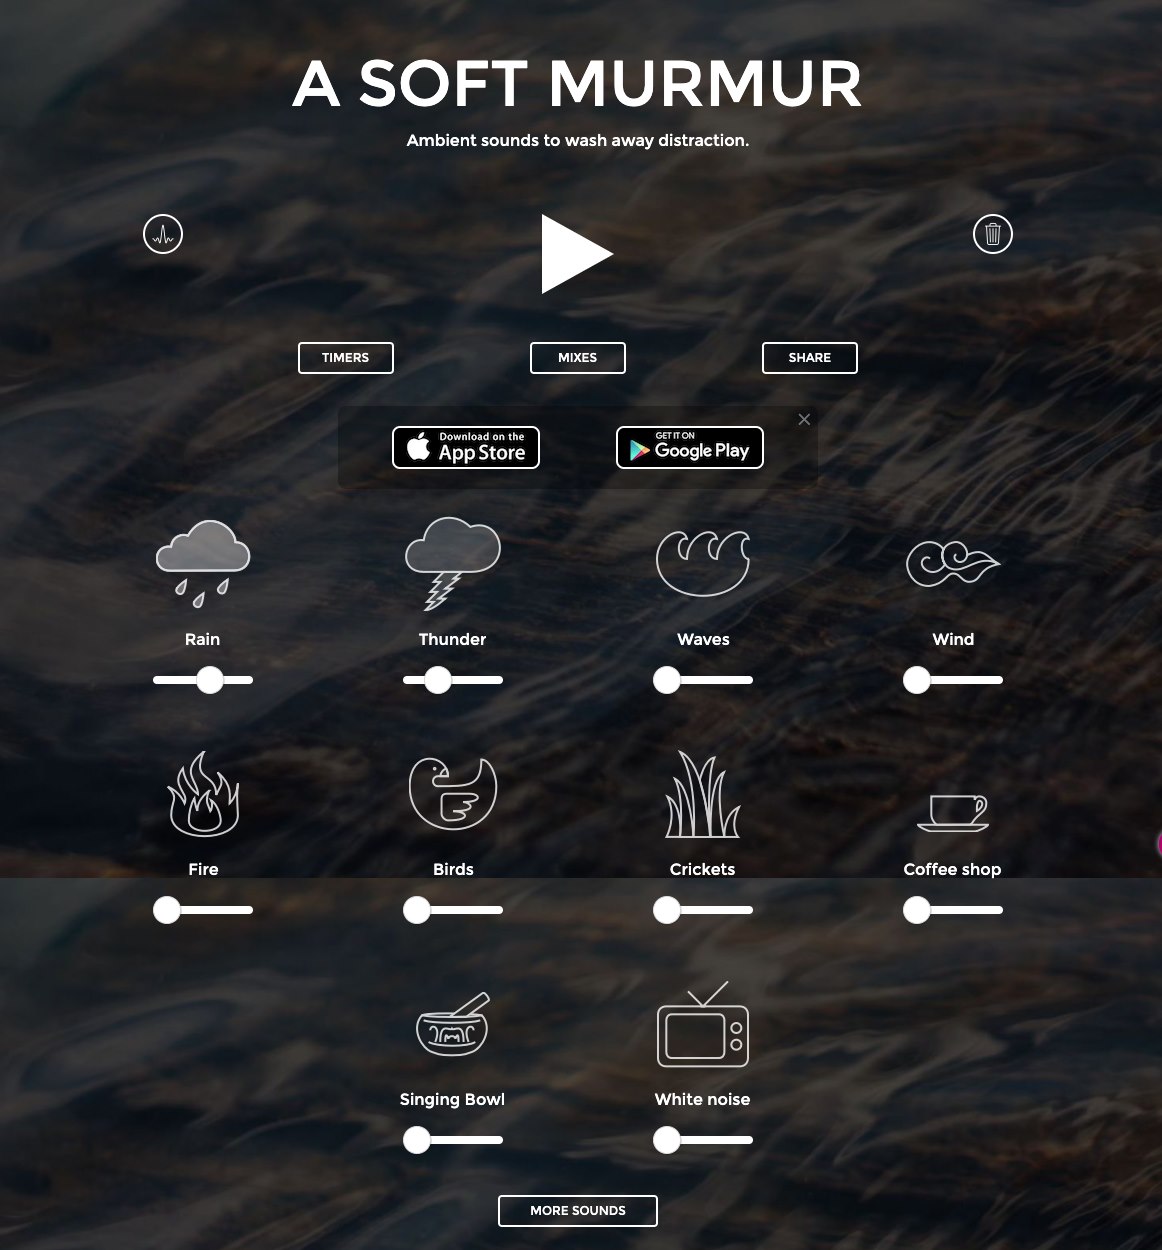 A SOFT MURMUR
Ambient sounds to wash away distraction.
TIMERS
MIXES
SHARE
Download on the
App Store
GET IT ON
Google Play
Rain
Thunder
Waves
Wind
Fire
Birds
Crickets
Coffee shop
Singing Bowl
White noise
MORE SOUNDS